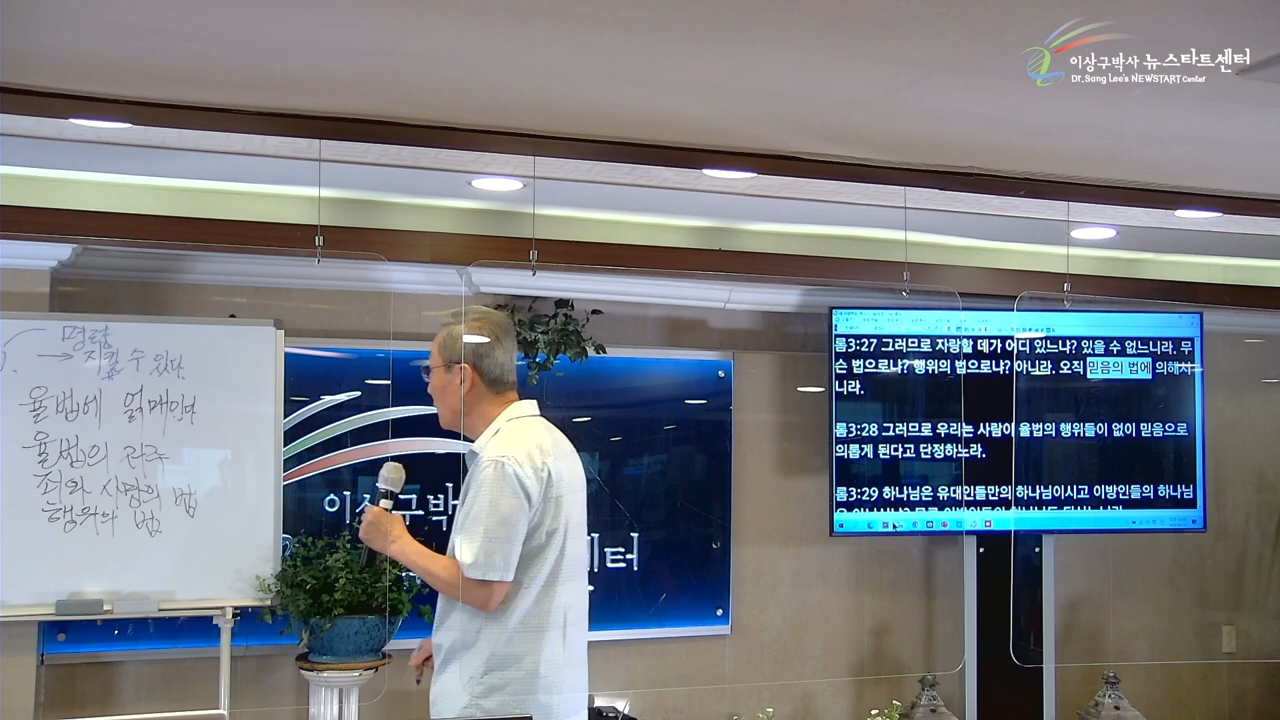 이상구박사 뉴스타트센터
Dr. Sang Lee's NEWSTART Center
명령
→ 지킬 수 있다.
율법에 얽매인다
율법의 저주
죄와 사망의 법
행위의 법
이상구박
센터
롬3:27 그러므로 자랑할 데가 어디 있느냐? 있을 수 없느니라. 무
슨 법으로냐? 행위의 법으로냐? 아니라. 오직 믿음의 법에 의해서
니라.
롬3:28 그러므로 우리는 사람이 율법의 행위들이 없이 믿음으로
의롭게 된다고 단정하노라.
롬3:29 하나님은 유대인들만의 하나님이시고 이방인들의 하나님